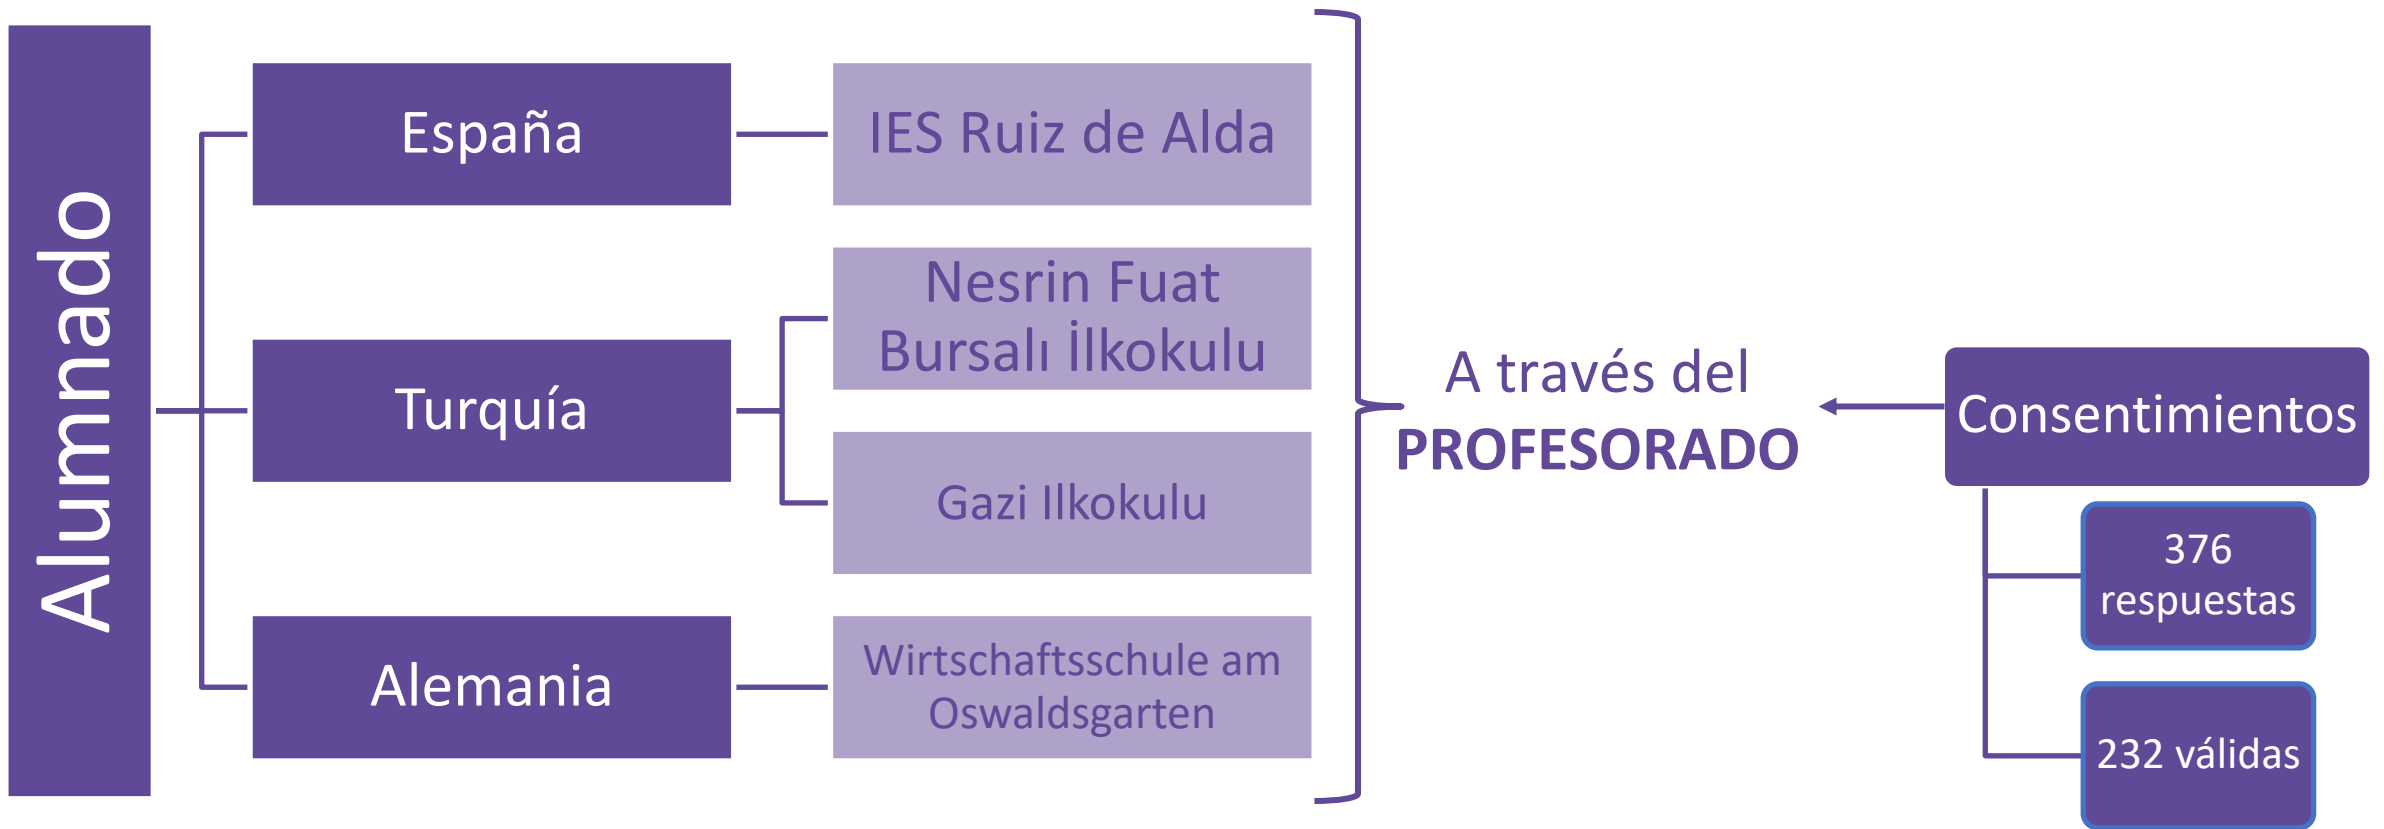 Alumnado
España
IES Ruiz de Alda
Turquía
Nesrin Fuat
Bursalı İlkokulu
Gazi Ilkokulu
Alemania
Wirtschaftsschule am
Oswaldsgarten
A través del
PROFESORADO
Consentimientos
376
respuestas
232 válidas